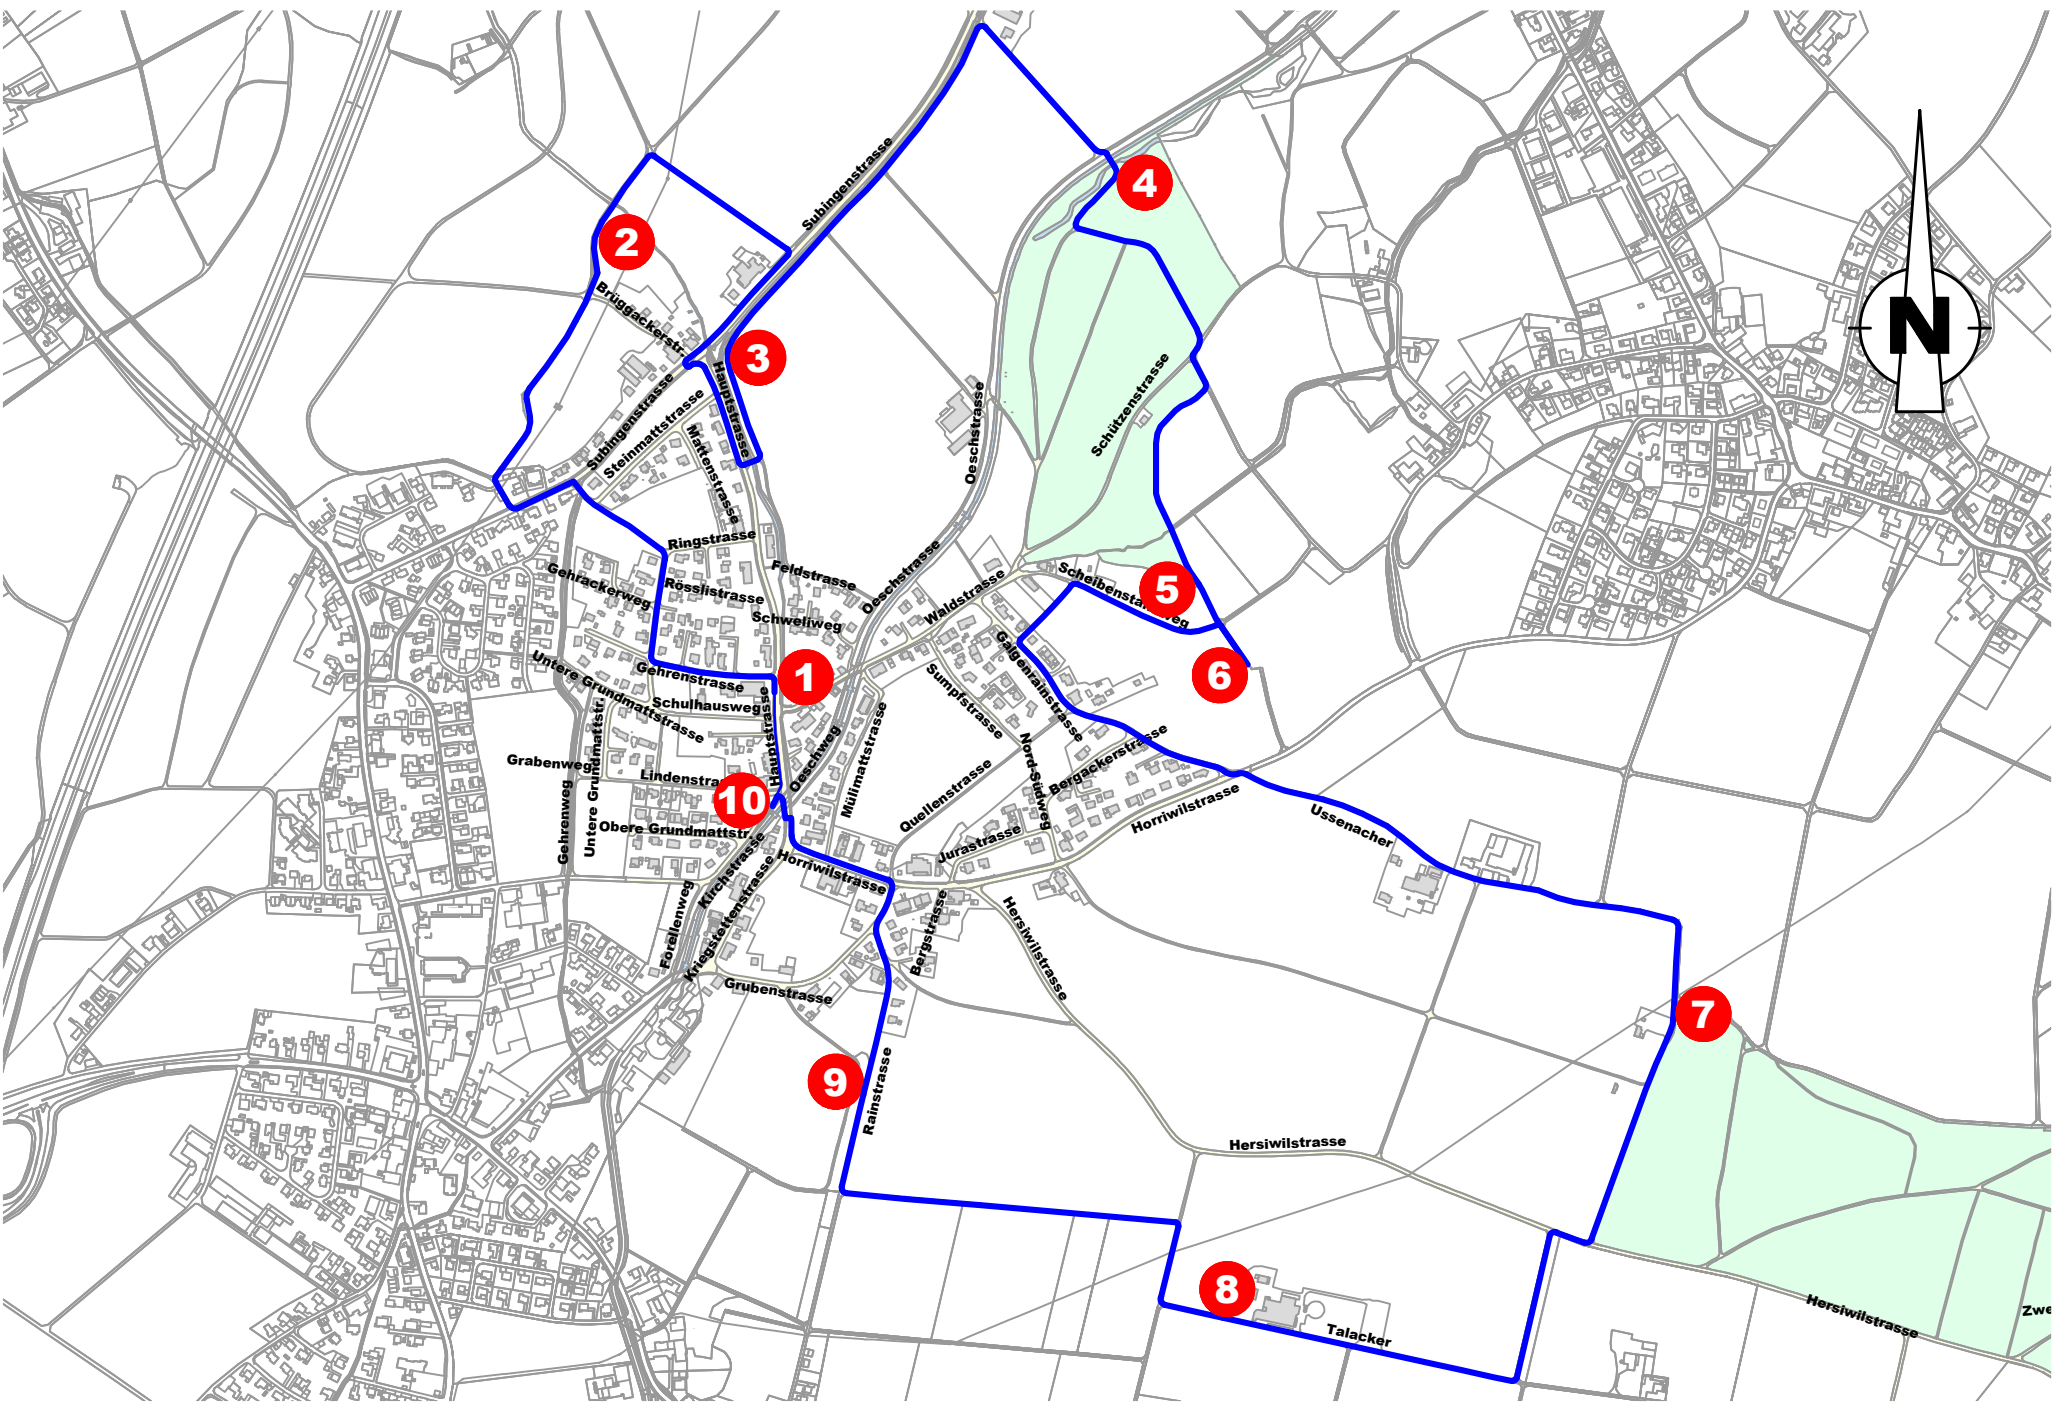 Subingenstrasse
4
2
N
Brüggackerstr.
3
Hauptstrasse
Schützenstrasse
Oeschstrasse
Subingenstrasse
Steinmattstrasse
Mattenstrasse
Ringstrasse
Feldstrasse
Oeschstrasse
Gehrackerweg
Rösslistrasse
Schweliweg
Waldstrasse
5
Galgenrainstrasse
1
6
Untere Grundmattstrasse
Gehrenstrasse
Sumpfstrasse
Schulhausweg
Hauptstrasse
Oeschweg
Mülimattstrasse
Nord-Südweg
Bergackerstrasse
Grabenweg
Untere Grundmattstr.
Gehrenweg
10
Quellenstrasse
Horriwilstrasse
Ussenacher
Obere Grundmattstr.
Jurastrasse
Horriwilstrasse
Kirchstrasse
Kriegstettenstrasse
Forellenweg
Bergstrasse
Hersiwilstrasse
Grubenstrasse
7
9
Rainstrasse
Hersiwilstrasse
8
Talacker
Hersiwilstrasse
Zwe